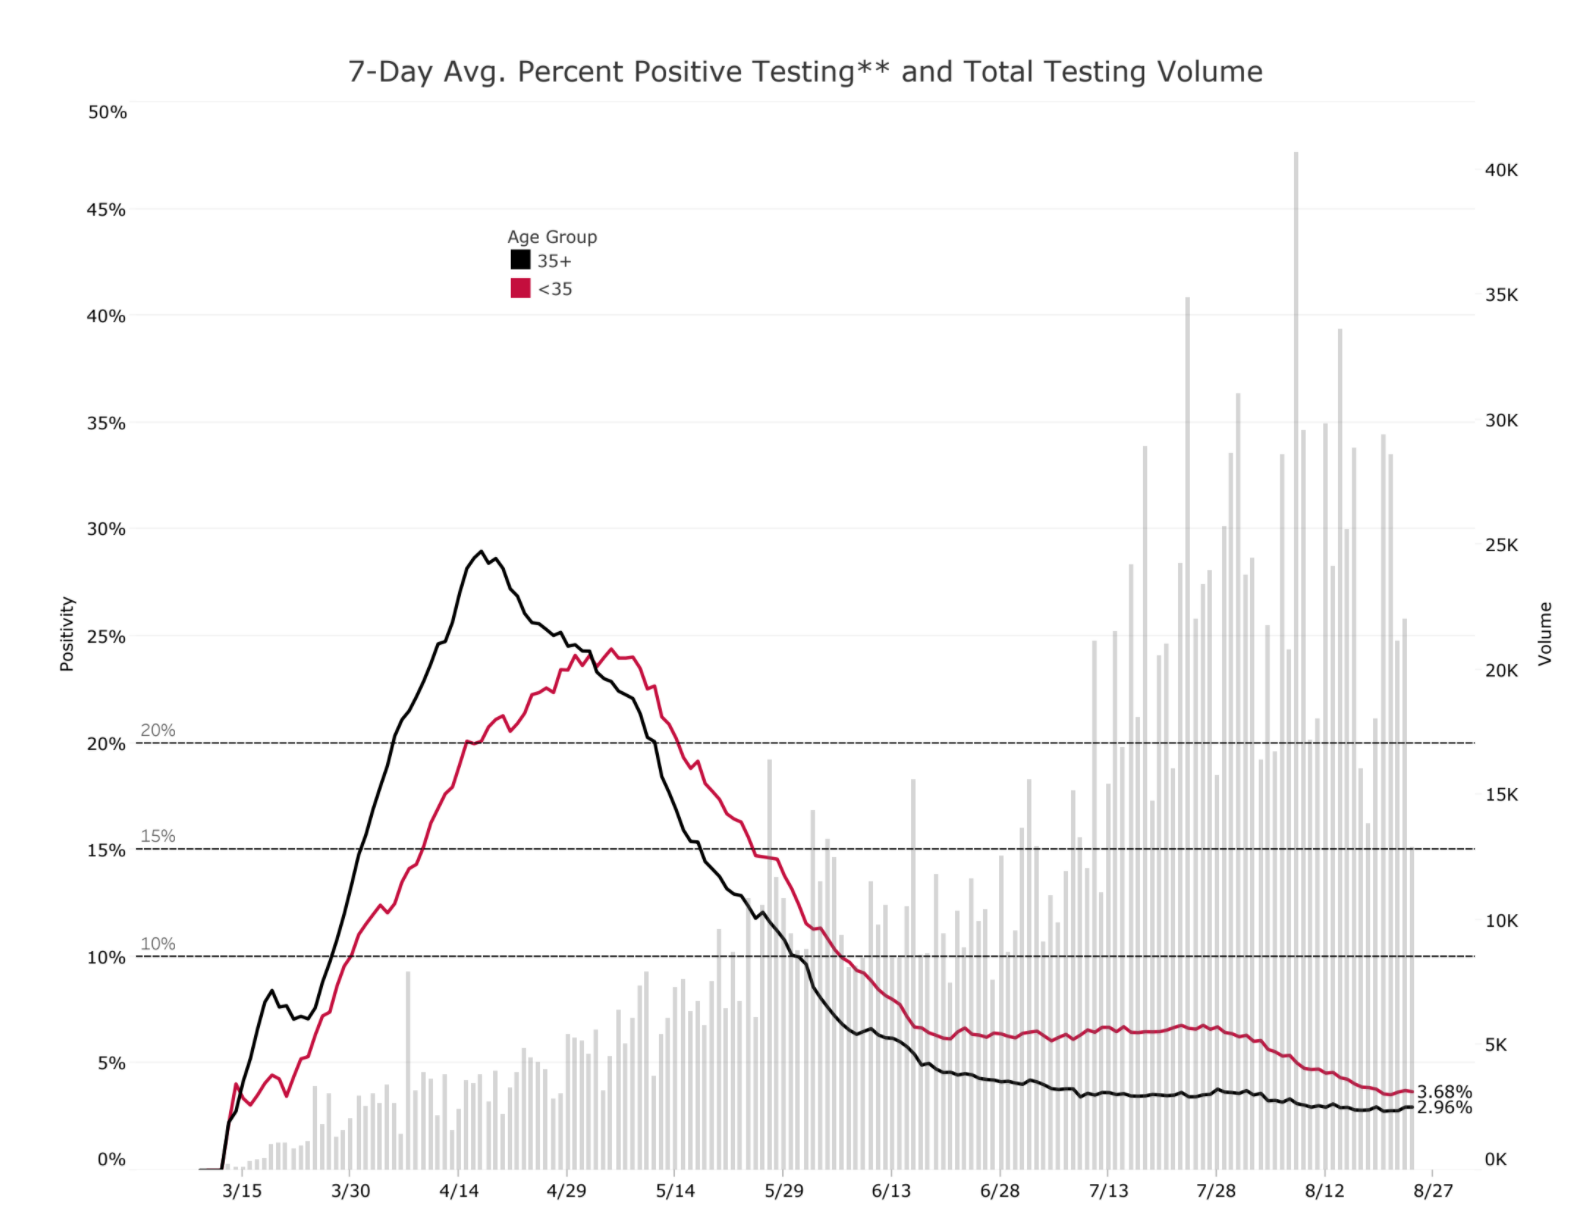 7-Day Avg. Percent Positive Testing** and Total Testing Volume
50%
45%
40%
35%
30%
25%
20%
15%
10%
5%
0%
Positivity
Age Group
35+
<35
20%
15%
10%
40K
35K
30K
25K
20K
15K
10K
5K
0K
Volume
3.68%
2.96%
3/15 3/30 4/14 4/29 5/14 5/29 6/13 6/28 7/13 7/28 8/12 8/27